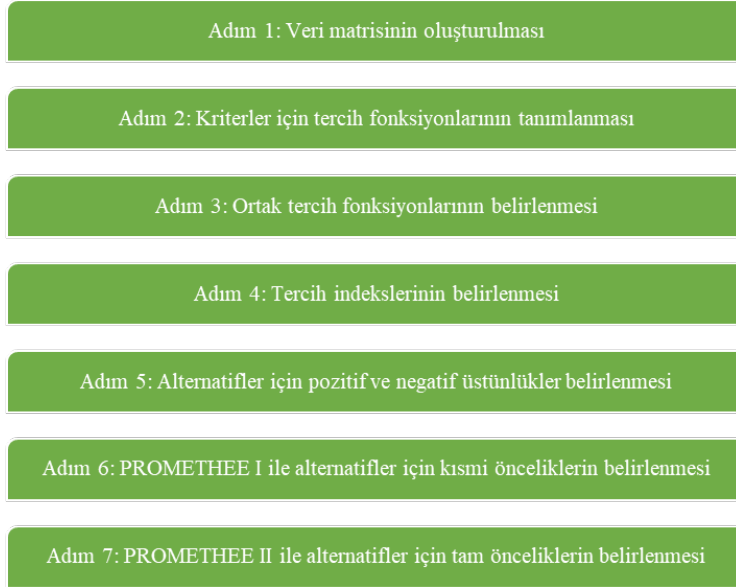 Adım 1: Veri matrisinin oluşturulması
Adım 2: Kriterler için tercih fonksiyonlarının tanımlanması
Adım 3: Ortak tercih fonksiyonlarının belirlenmesi
Adım 4: Tercih indekslerinin belirlenmesi
Adım 5: Alternatifler için pozitif ve negatif üstünlükler belirlenmesi
Adım 6: PROMETHEE I ile alternatifler için kısmi önceliklerin belirlenmesi
Adım 7: PROMETHEE II ile alternatifler için tam önceliklerin belirlenmesi